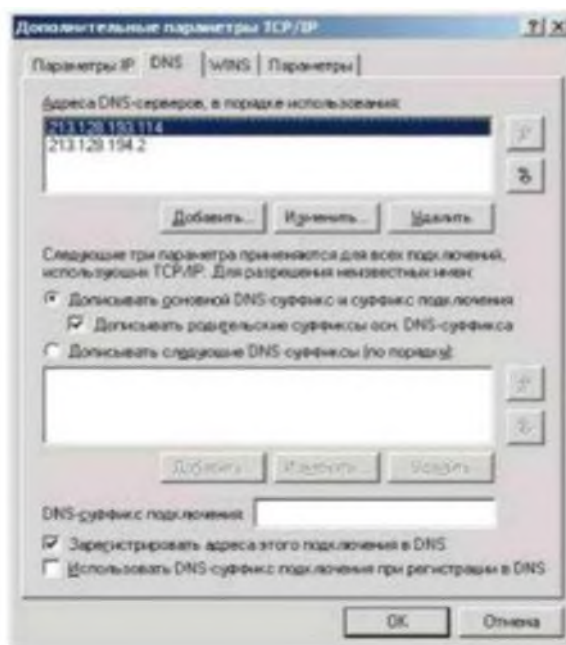 Дополнительные параметры TCP/IP
Параметры IP DNS WINS Параметры
Адреса DNS-серверов, в порядке использования:
213.128.193.114
213.128.194.2
Добавить... Изменить... Удалить
Следующие три параметра применяются для всех подключений,
использующих TCP/IP. Для разрешения неизвестных имен:
Дописывать основной DNS-суффикс и суффикс подключения
Дописывать родительские суффиксы осн. DNS-суффикса
Дописывать следующие DNS-суффиксы (по порядку):
Добавить... Изменить... Удалить
DNS-суффикс подключения:
Зарегистрировать адреса этого подключения в DNS
Использовать DNS-суффикс подключения при регистрации в DNS
OK Отмена